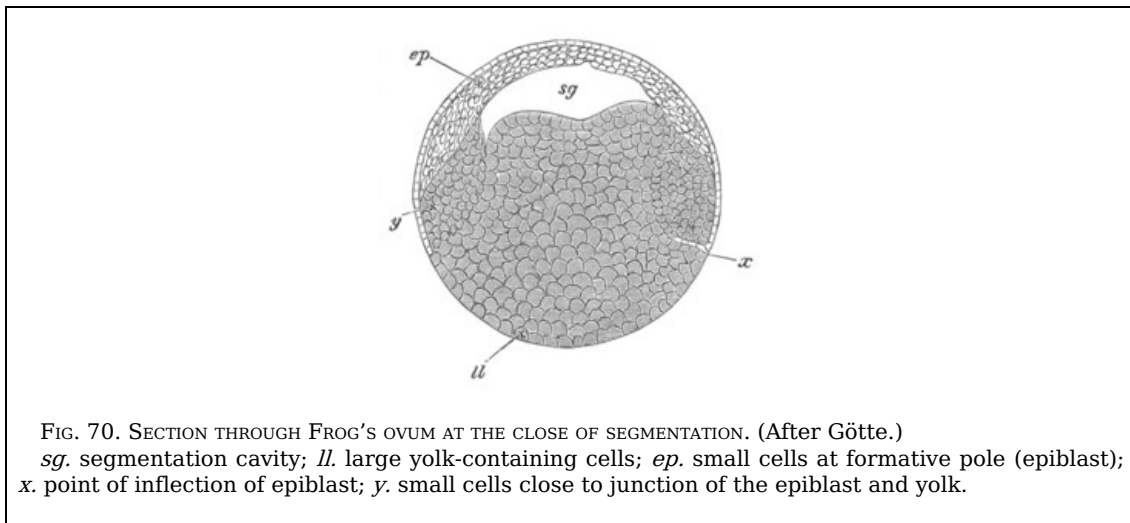 ep
sg
y
x
ll
FIG. 70. SECTION THROUGH FROG'S OVUM AT THE CLOSE OF SEGMENTATION. (After Götte.)
sg. segmentation cavity; ll. large yolk-containing cells; ep. small cells at formative pole (epiblast);
x. point of inflection of epiblast; y. small cells close to junction of the epiblast and yolk.